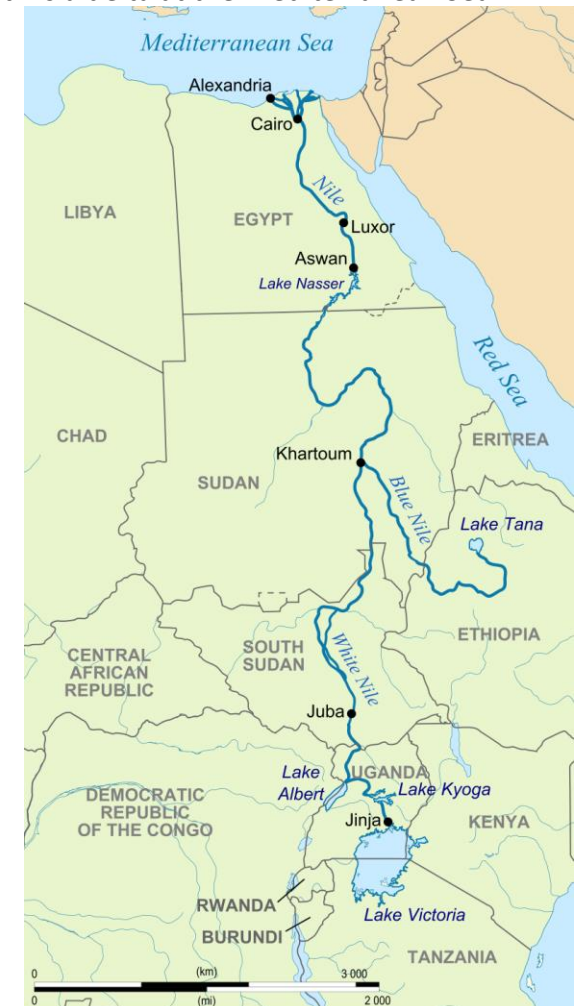 Mediterranean Sea
Alexandria
Cairo
Nile
LIBYA
EGYPT
Luxor
Aswan
Lake Nasser
Red Sea
CHAD
ERITREA
Khartoum
SUDAN
Blue Nile
Lake Tana
ETHIOPIA
CENTRAL
AFRICAN
REPUBLIC
SOUTH
SUDAN
White Nile
Juba
Lake
Albert
UGANDA
Lake Kyoga
DEMOCRATIC
REPUBLIC
OF THE CONGO
Jinja
KENYA
RWANDA
BURUNDI
Lake Victoria
TANZANIA
0 (km) 3 000
0 (mi) 2 000